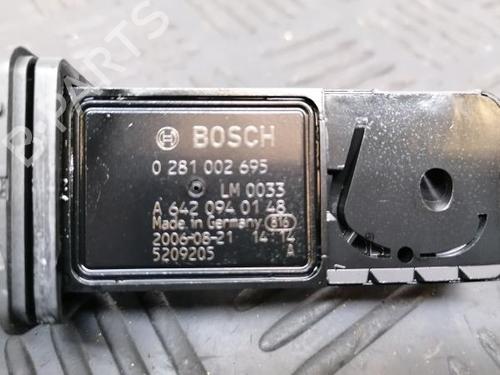 B-PARTS
BOSCH
0 281 002 695
LM 0033
A 642 094 01 48
Made in Germany 816
2006-08-21 14:14
5209205 A